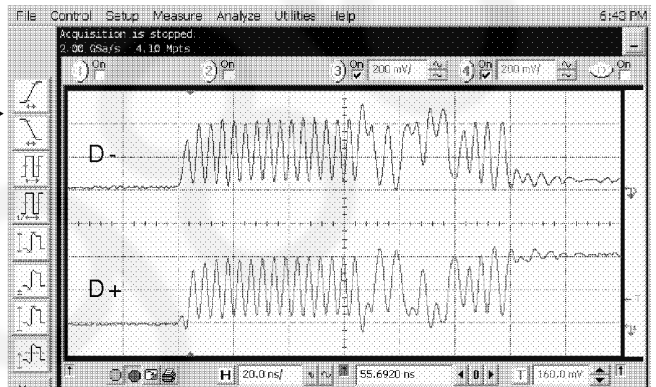 File Control Setup Measure Analyze Utilities Help 6:43 PM
Acquisition is stopped.
2.00 GSa/s 4.10 Mpts
1) On 2) On 3) On 200 mV/ 4) On 200 mV/ On
D-
D+
H 20.0 ns/ 55.6920 ns 0 T 160.0 mV